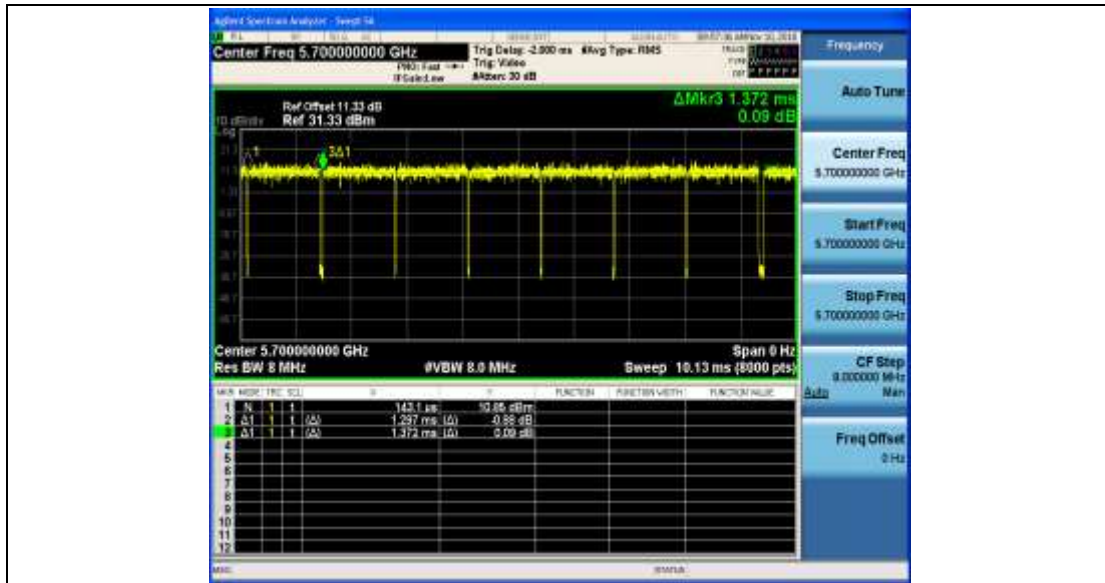 Agilent Spectrum Analyzer - Swept SA
Center Freq 5.700000000 GHz
PNO: Fast
IFGain:Low
Trig Delay: -2.000 ms
Trig: Video
#Atten: 30 dB
#Avg Type: RMS
Frequency
Auto Tune
Ref Offset 11.33 dB
Ref 31.33 dBm
10 dB/div
Log
ΔMkr3 1.372 ms
0.09 dB
1
3Δ1
Center Freq
5.700000000 GHz
Start Freq
5.700000000 GHz
Stop Freq
5.700000000 GHz
Center 5.700000000 GHz
Span 0 Hz
Res BW 8 MHz
#VBW 8.0 MHz
Sweep 10.13 ms (8000 pts)
CF Step
8.000000 MHz
Auto Man
MKR MODE TRC SCL X Y FUNCTION FUNCTION WIDTH FUNCTION VALUE
1 N 1 t 143.1 µs 10.85 dBm
2 Δ1 1 t (Δ) 1.297 ms (Δ)
3 Δ1 1 t (Δ) 1.372 ms (Δ) 0.09 dB
4
5
6
7
8
9
10
11
12
Freq Offset
0 Hz
MSG
STATUS